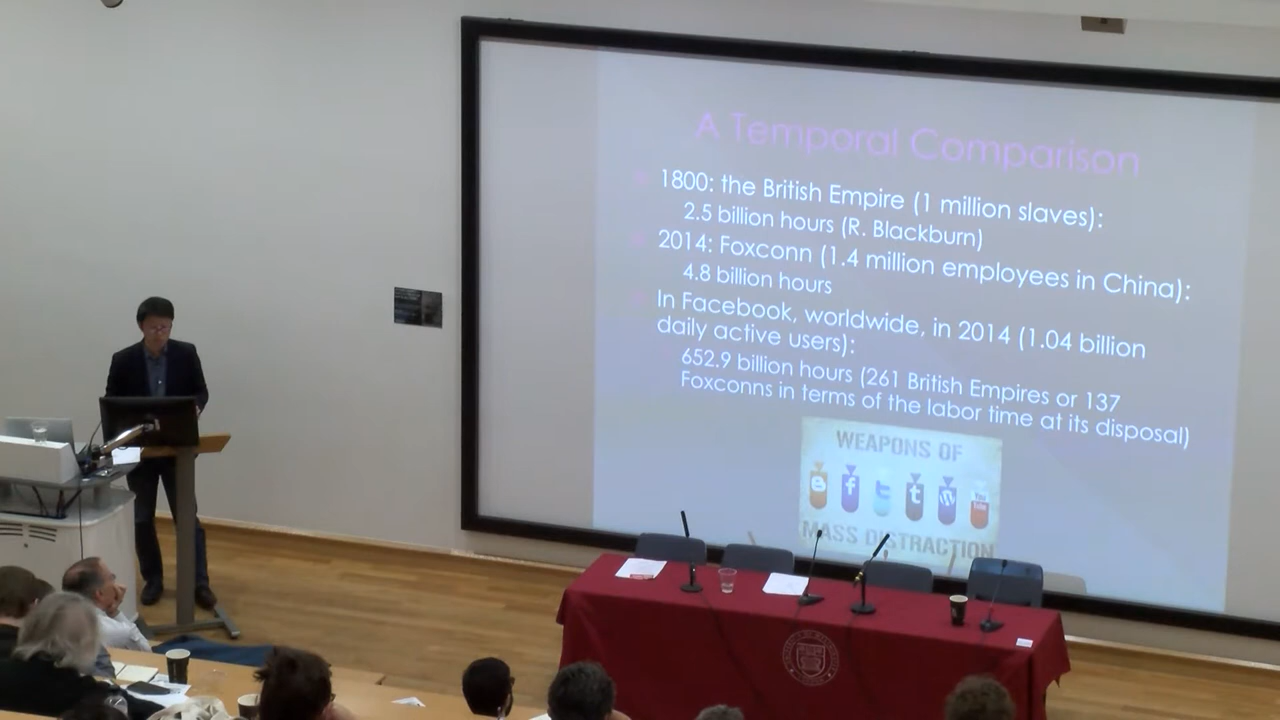 A Temporal Comparison
1800: the British Empire (1 million slaves):
2.5 billion hours (R. Blackburn)
2014: Foxconn (1.4 million employees in China):
4.8 billion hours
In Facebook, worldwide, in 2014 (1.04 billion
daily active users):
652.9 billion hours (261 British Empires or 137
Foxconns in terms of the labor time at its disposal)
WEAPONS OF
f t t W You
MASS DISTRACTION